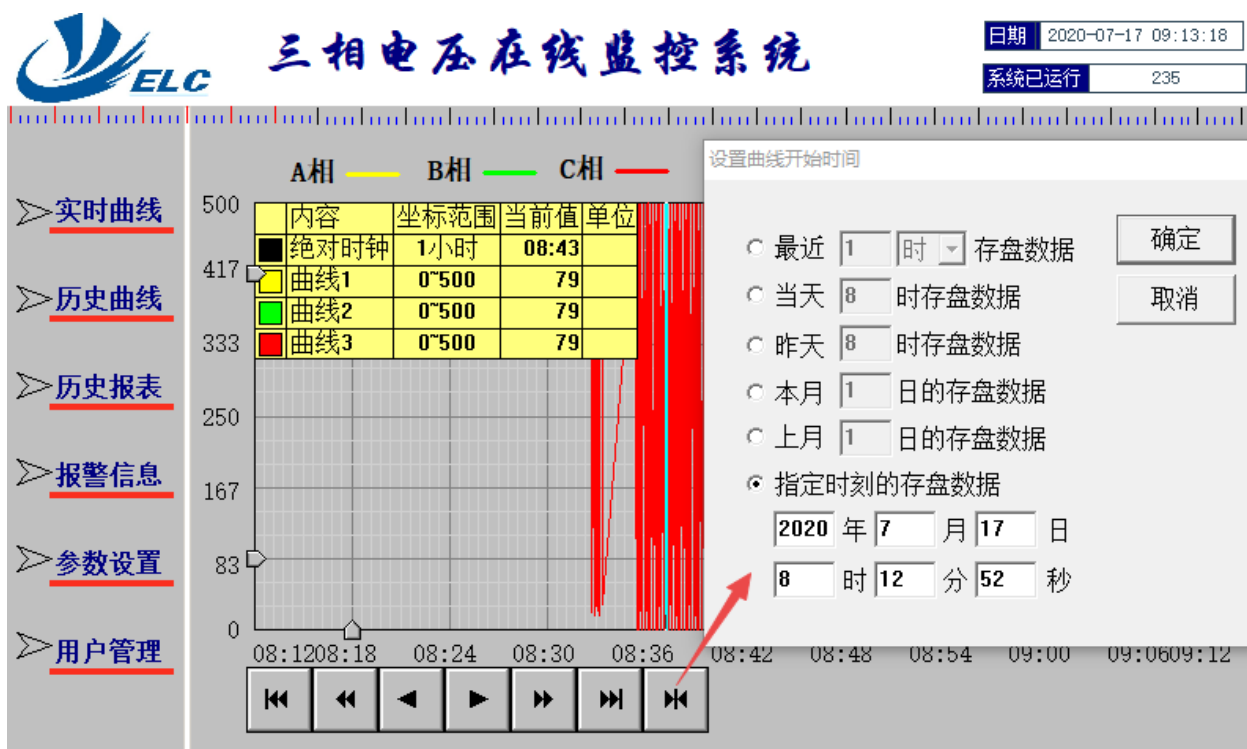 ELC
三相电压在线监控系统
日期 2020-07-17 09:13:18
系统已运行 235
A相 B相 C相
设置曲线开始时间
实时曲线
历史曲线
历史报表
报警信息
参数设置
用户管理
500
417
333
250
167
83
0
内容 坐标范围 当前值 单位
绝对时钟 1小时 08:43
曲线1 0~500 79
曲线2 0~500 79
曲线3 0~500 79
最近 1 时 存盘数据
当天 8 时存盘数据
昨天 8 时存盘数据
本月 1 日的存盘数据
上月 1 日的存盘数据
指定时刻的存盘数据
2020 年 7 月 17 日
8 时 12 分 52 秒
确定
取消
08:12 08:18 08:24 08:30 08:36 08:42 08:48 08:54 09:00 09:06 09:12